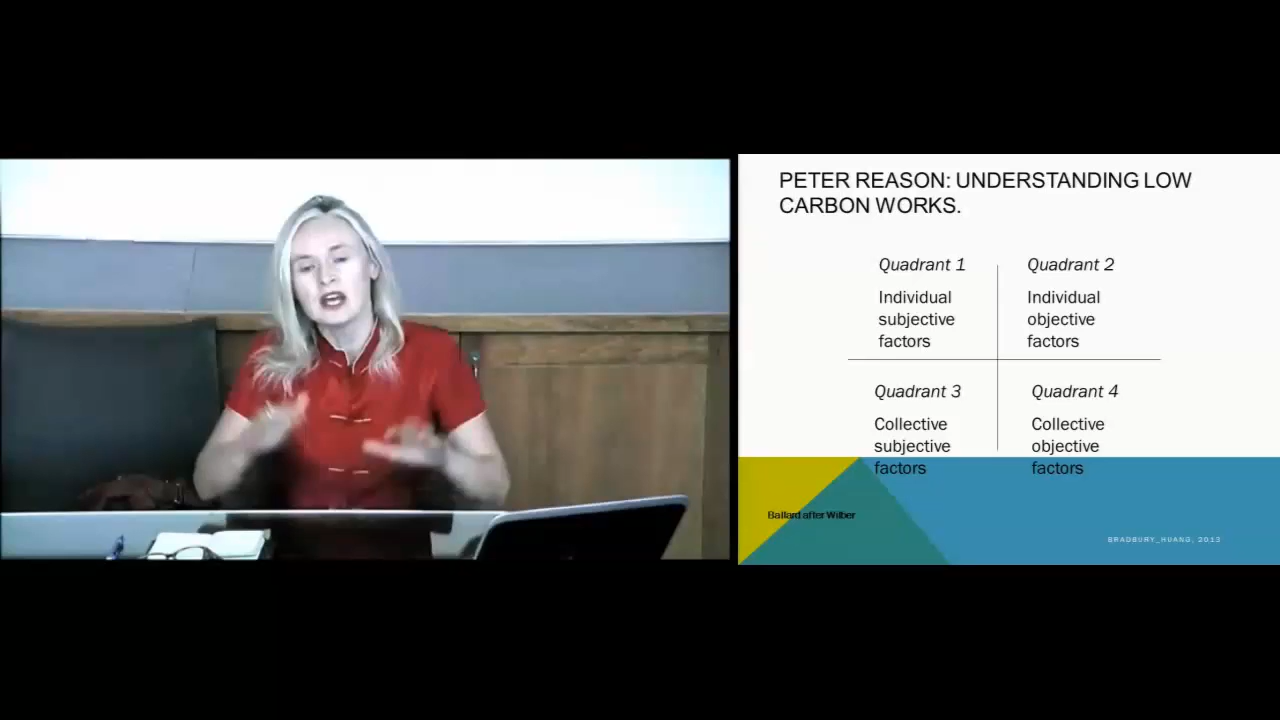 PETER REASON: UNDERSTANDING LOW
CARBON WORKS.
Quadrant 1
Individual
subjective
factors
Quadrant 2
Individual
objective
factors
Quadrant 3
Collective
subjective
factors
Quadrant 4
Collective
objective
factors
Ballard after Wilber
BRADBURY_HUANG, 2013